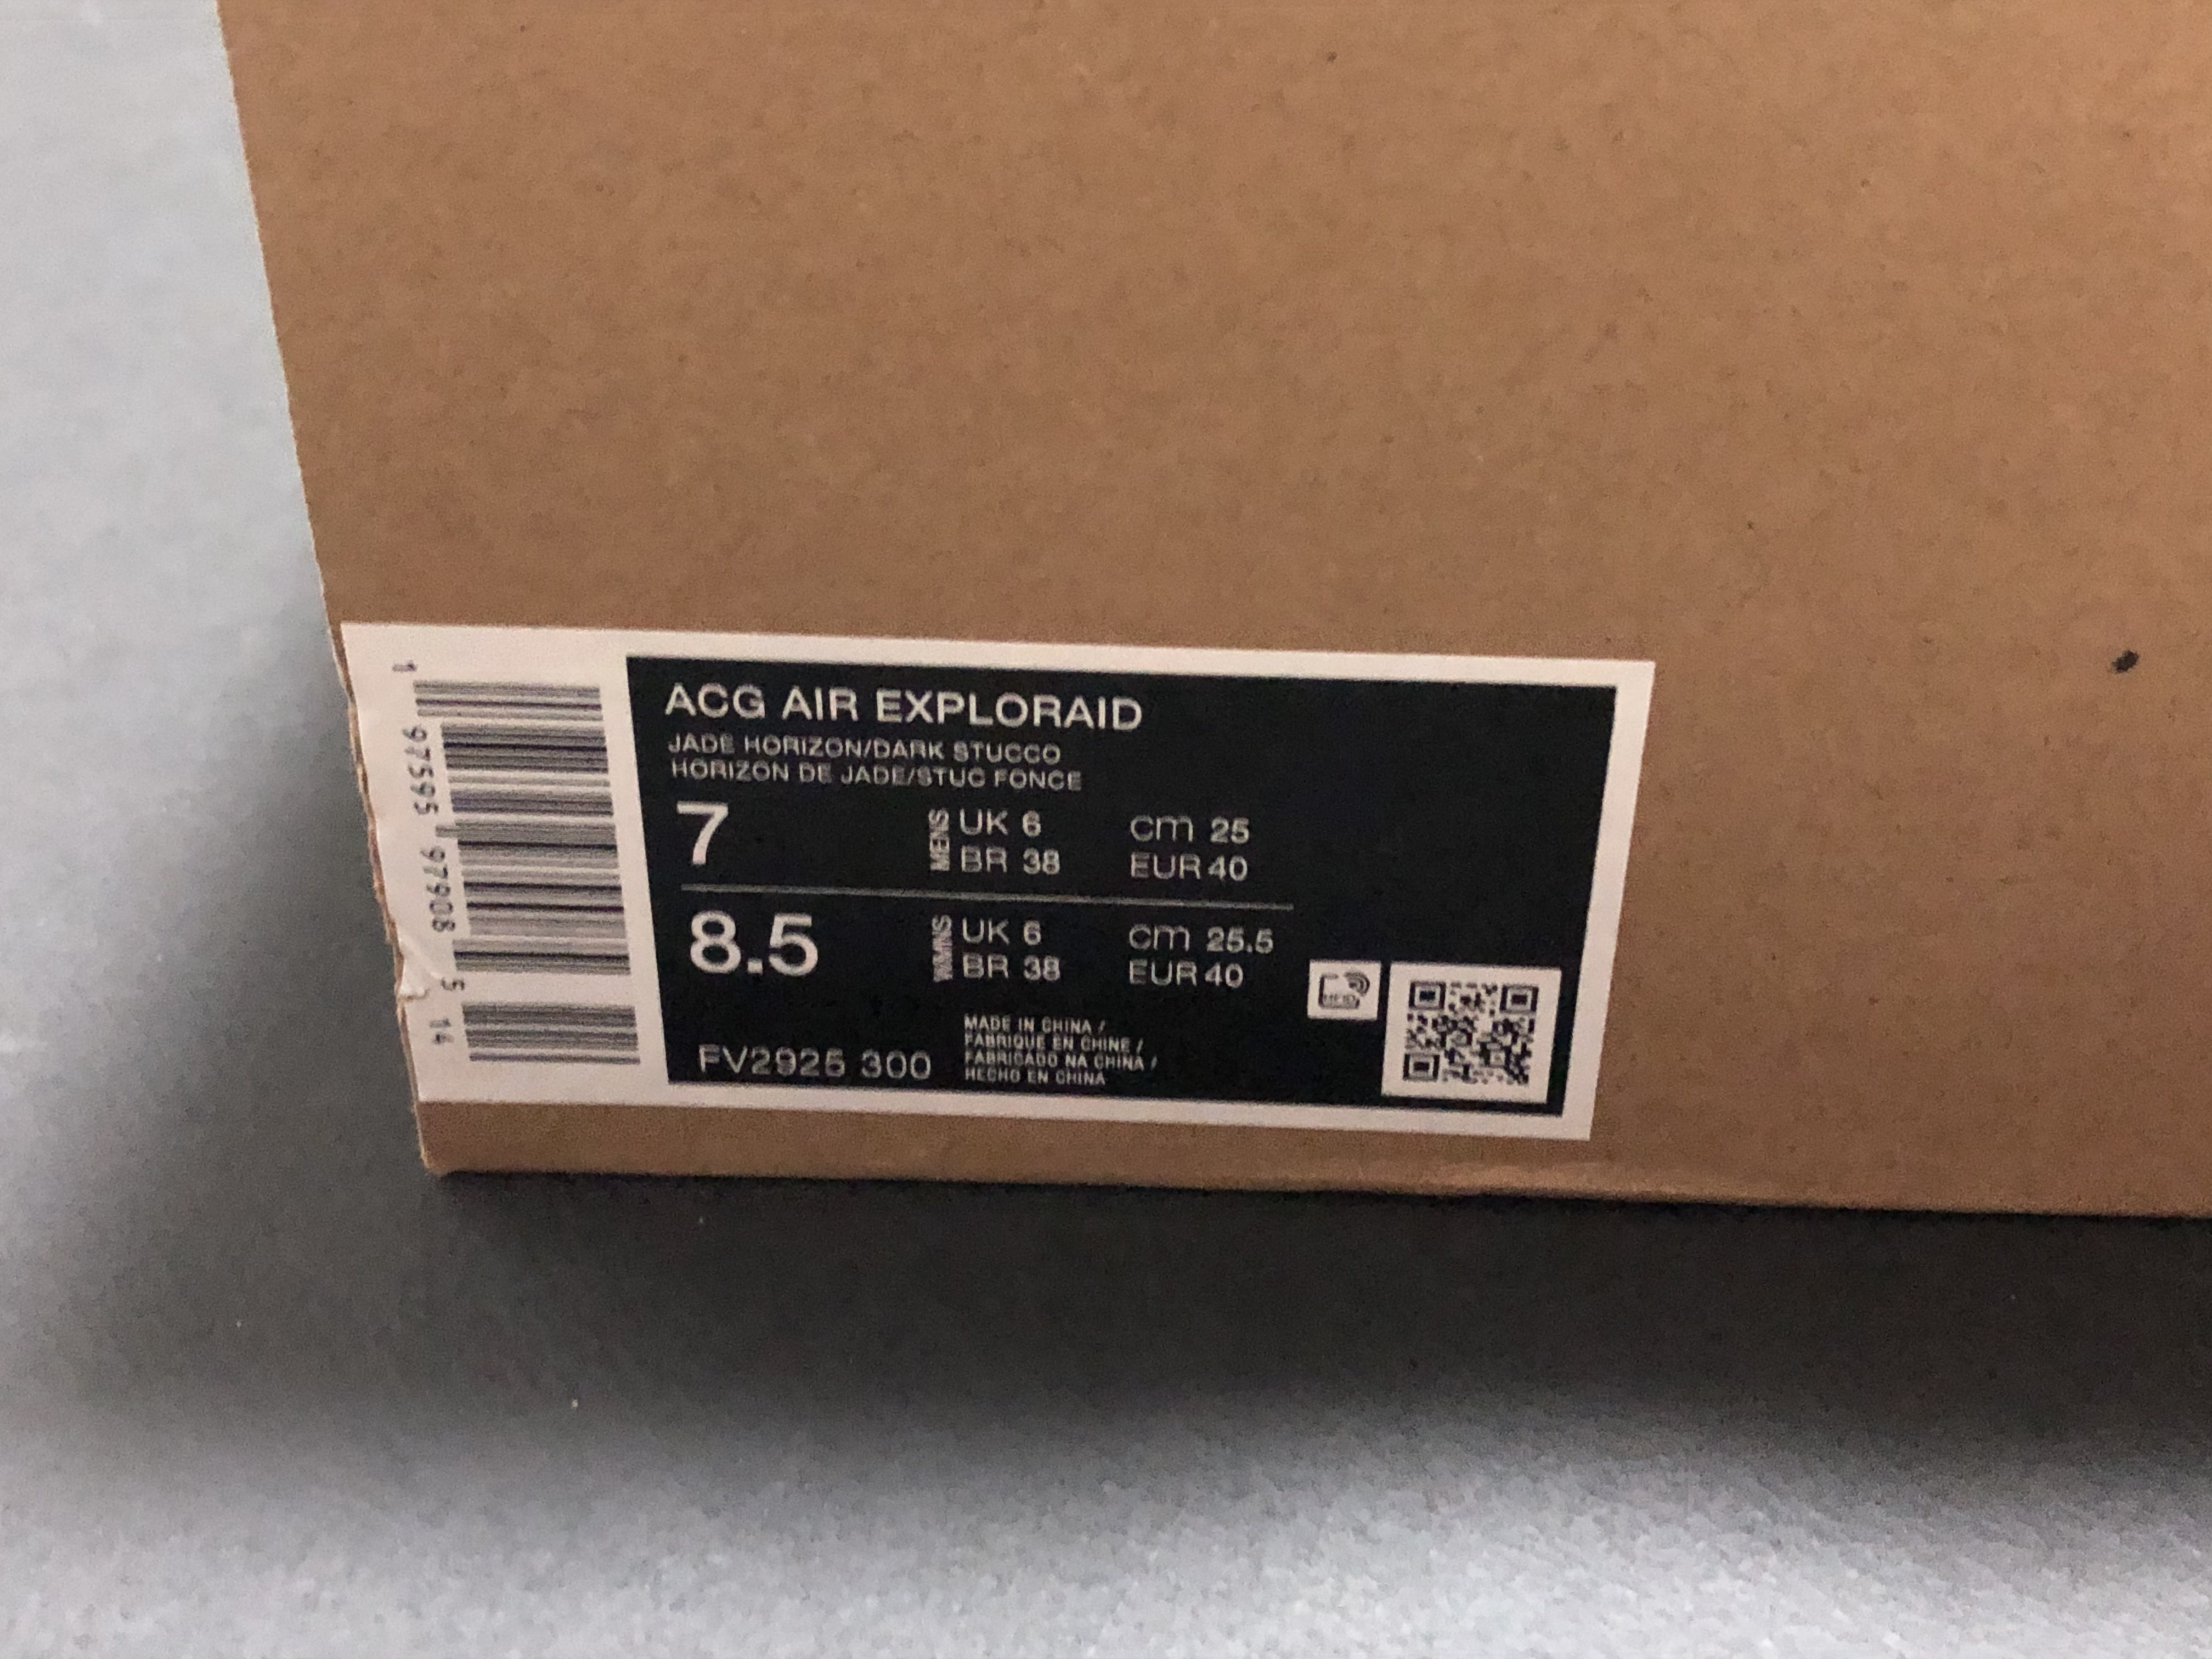 ACG AIR EXPLORAID
JADE HORIZON/DARK STUCCO
HORIZON DE JADE/STUC FONCE
7 MENS UK 6 cm 25
BR 38 EUR 40
8.5 WMNS UK 6 cm 25.5
BR 38 EUR 40
FV2925 300
MADE IN CHINA /
FABRIQUE EN CHINE /
FABRICADO NA CHINA /
HECHO EN CHINA
RFID
1 97595 97908 5 14